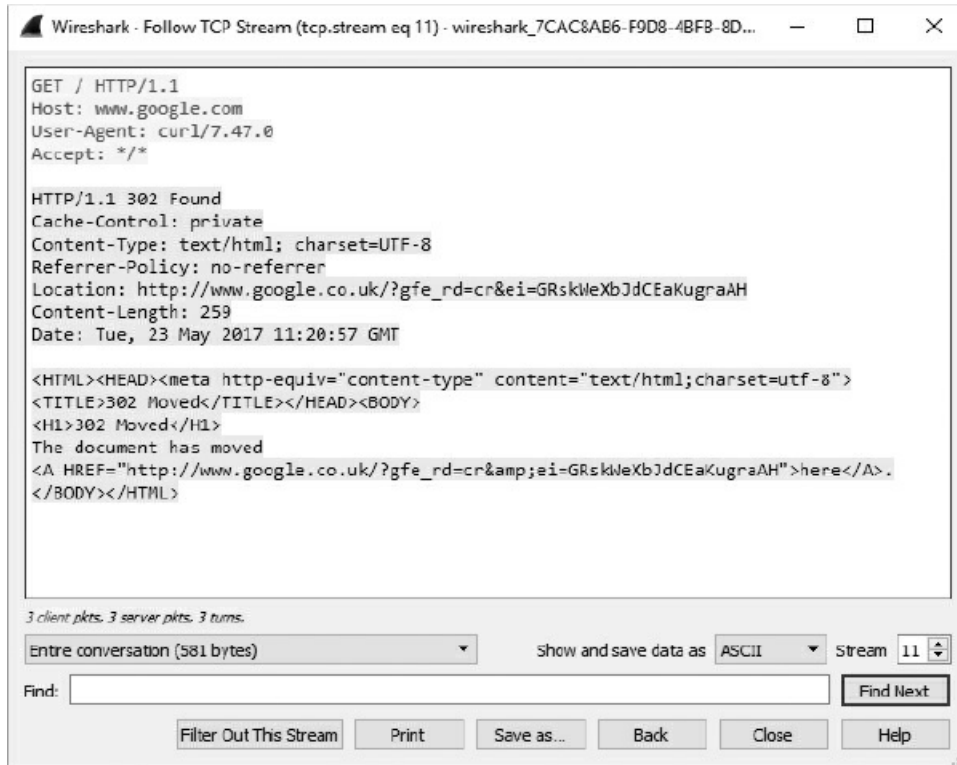 Wireshark · Follow TCP Stream (tcp.stream eq 11) · wireshark_7CAC8AB6-F9D8-4BFB-8D...
GET / HTTP/1.1
Host: www.google.com
User-Agent: curl/7.47.0
Accept: */*
HTTP/1.1 302 Found
Cache-Control: private
Content-Type: text/html; charset=UTF-8
Referrer-Policy: no-referrer
Location: http://www.google.co.uk/?gfe_rd=cr&ei=GRskWeXbJdCEaKugraAH
Content-Length: 259
Date: Tue, 23 May 2017 11:20:57 GMT
<HTML><HEAD><meta http-equiv="content-type" content="text/html;charset=utf-8">
<TITLE>302 Moved</TITLE></HEAD><BODY>
<H1>302 Moved</H1>
The document has moved
<A HREF="http://www.google.co.uk/?gfe_rd=cr&amp;ei=GRskWeXbJdCEaKugraAH">here</A>.
</BODY></HTML>
3 client pkts, 3 server pkts, 3 turns.
Entire conversation (581 bytes) Show and save data as ASCII Stream 11
Find: Find Next
Filter Out This Stream Print Save as... Back Close Help